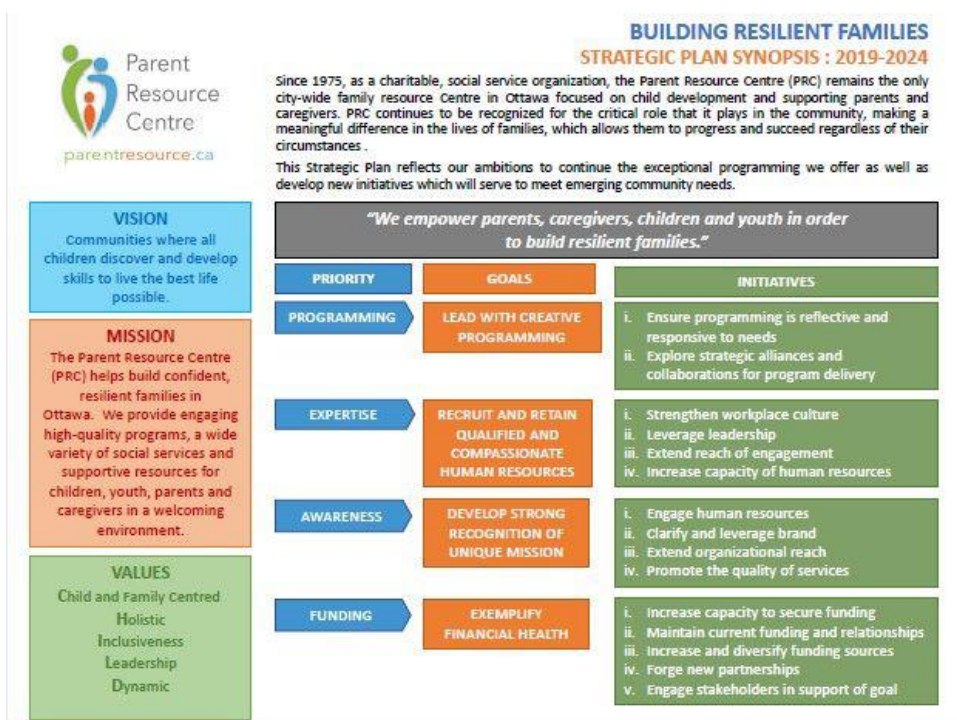 Parent
Resource
Centre
parentresource.ca
BUILDING RESILIENT FAMILIES
STRATEGIC PLAN SYNOPSIS : 2019-2024
Since 1975, as a charitable, social service organization, the Parent Resource Centre (PRC) remains the only
city-wide family resource Centre in Ottawa focused on child development and supporting parents and
caregivers. PRC continues to be recognized for the critical role that it plays in the community, making a
meaningful difference in the lives of families, which allows them to progress and succeed regardless of their
circumstances .
This Strategic Plan reflects our ambitions to continue the exceptional programming we offer as well as
develop new initiatives which will serve to meet emerging community needs.
VISION
Communities where all
children discover and develop
skills to live the best life
possible.
MISSION
The Parent Resource Centre
(PRC) helps build confident,
resilient families in
Ottawa. We provide engaging
high-quality programs, a wide
variety of social services and
supportive resources for
children, youth, parents and
caregivers in a welcoming
environment.
VALUES
Child and Family Centred
Holistic
Inclusiveness
Leadership
Dynamic
“We empower parents, caregivers, children and youth in order
to build resilient families.”
PRIORITY
GOALS
INITIATIVES
PROGRAMMING
LEAD WITH CREATIVE
PROGRAMMING
i. Ensure programming is reflective and
responsive to needs
ii. Explore strategic alliances and
collaborations for program delivery
EXPERTISE
RECRUIT AND RETAIN
QUALIFIED AND
COMPASSIONATE
HUMAN RESOURCES
i. Strengthen workplace culture
ii. Leverage leadership
iii. Extend reach of engagement
iv. Increase capacity of human resources
AWARENESS
DEVELOP STRONG
RECOGNITION OF
UNIQUE MISSION
i. Engage human resources
ii. Clarify and leverage brand
iii. Extend organizational reach
iv. Promote the quality of services
FUNDING
EXEMPLIFY
FINANCIAL HEALTH
i. Increase capacity to secure funding
ii. Maintain current funding and relationships
iii. Increase and diversify funding sources
iv. Forge new partnerships
v. Engage stakeholders in support of goal